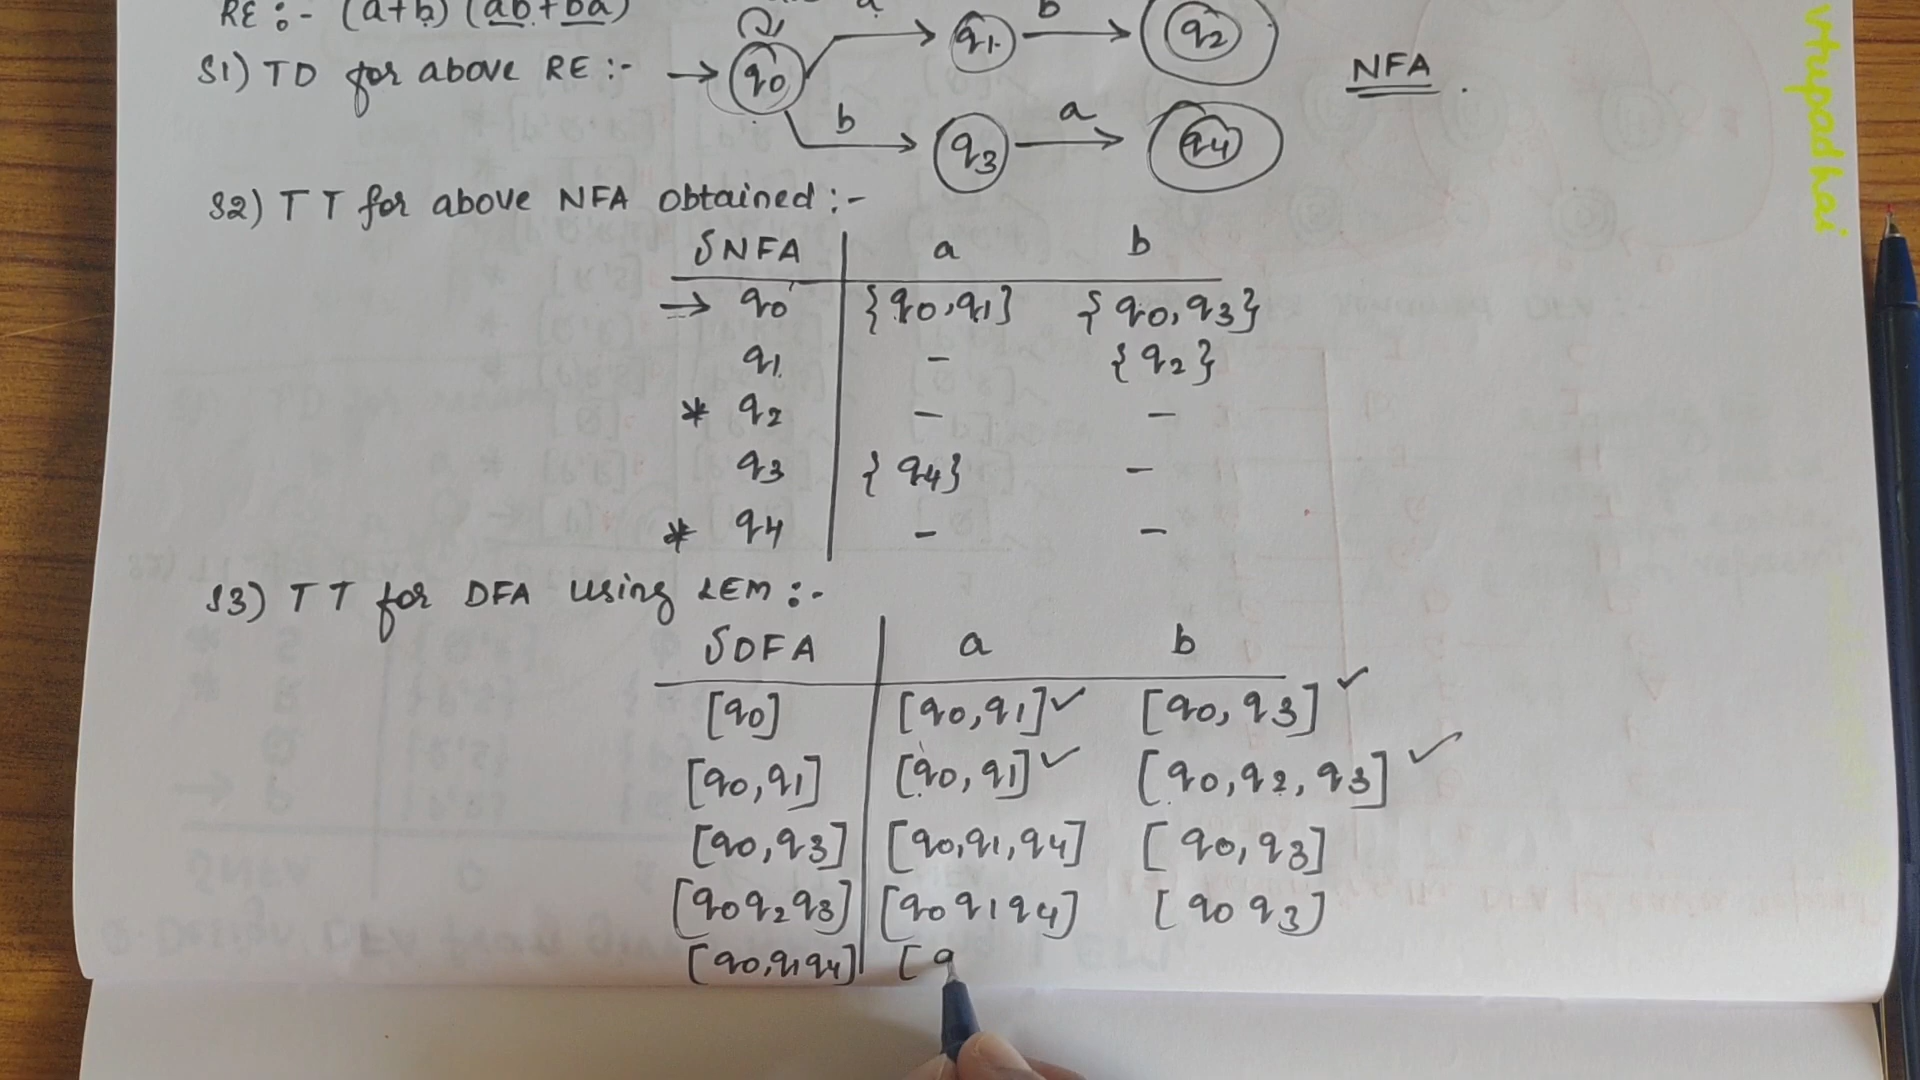 RE :- (a+b) (ab+ba)
S1) TD for above RE :- → q0 a q1 b q2
NFA.
b q3 a q4
S2) TT for above NFA obtained :-
δNFA a b
→ q0 {q0,q1} {q0,q3}
q1 - {q2}
* q2 - -
q3 {q4} -
* q4 - -
S3) TT for DFA using LEM :-
δDFA a b
[q0] [q0,q1] ✓ [q0,q3] ✓
[q0,q1] [q0,q1] ✓ [q0,q2,q3] ✓
[q0,q3] [q0,q1,q4] [q0,q3]
[q0q2q3] [q0q1q4] [q0q3]
[q0,q1q4] [q
vtupadhai